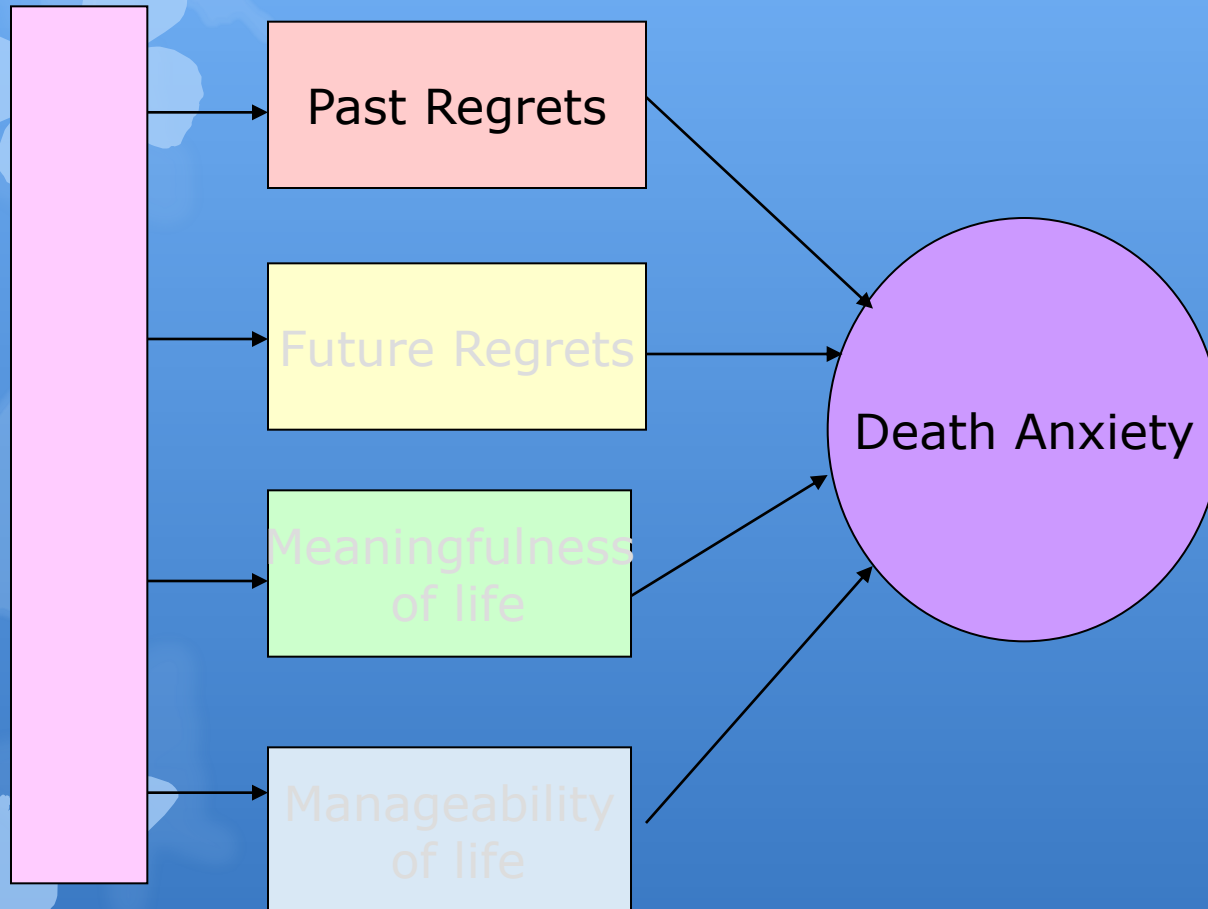 Past Regrets
Future Regrets
Death Anxiety
Meaningfulness
of life
Manageability
of life